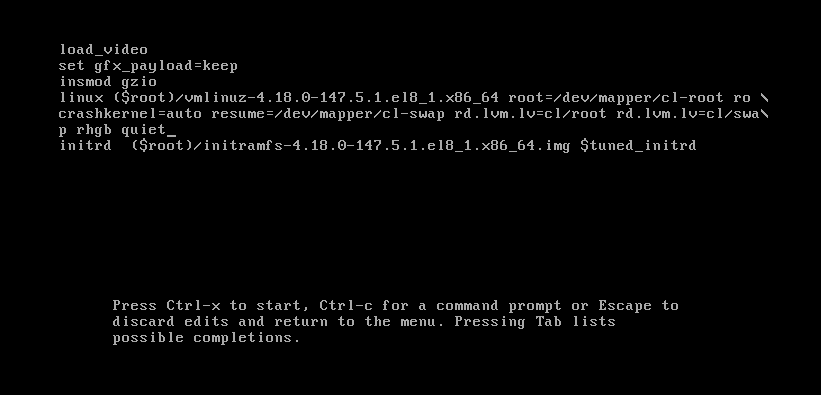 load_video
set gfx_payload=keep
insmod gzio
linux ($root)/vmlinuz-4.18.0-147.5.1.el8_1.x86_64 root=/dev/mapper/cl-root ro \
crashkernel=auto resume=/dev/mapper/cl-swap rd.lvm.lv=cl/root rd.lvm.lv=cl/swa\
p rhgb quiet_
initrd  ($root)/initramfs-4.18.0-147.5.1.el8_1.x86_64.img $tuned_initrd
Press Ctrl-x to start, Ctrl-c for a command prompt or Escape to
discard edits and return to the menu. Pressing Tab lists
possible completions.